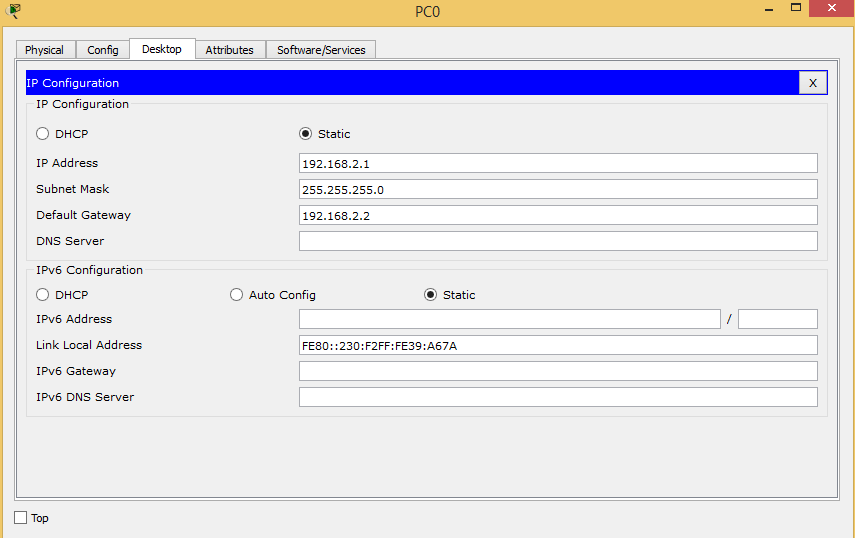 PC0
Physical Config Desktop Attributes Software/Services
IP Configuration X
IP Configuration
DHCP Static
IP Address 192.168.2.1
Subnet Mask 255.255.255.0
Default Gateway 192.168.2.2
DNS Server
IPv6 Configuration
DHCP Auto Config Static
IPv6 Address /
Link Local Address FE80::230:F2FF:FE39:A67A
IPv6 Gateway
IPv6 DNS Server
Top